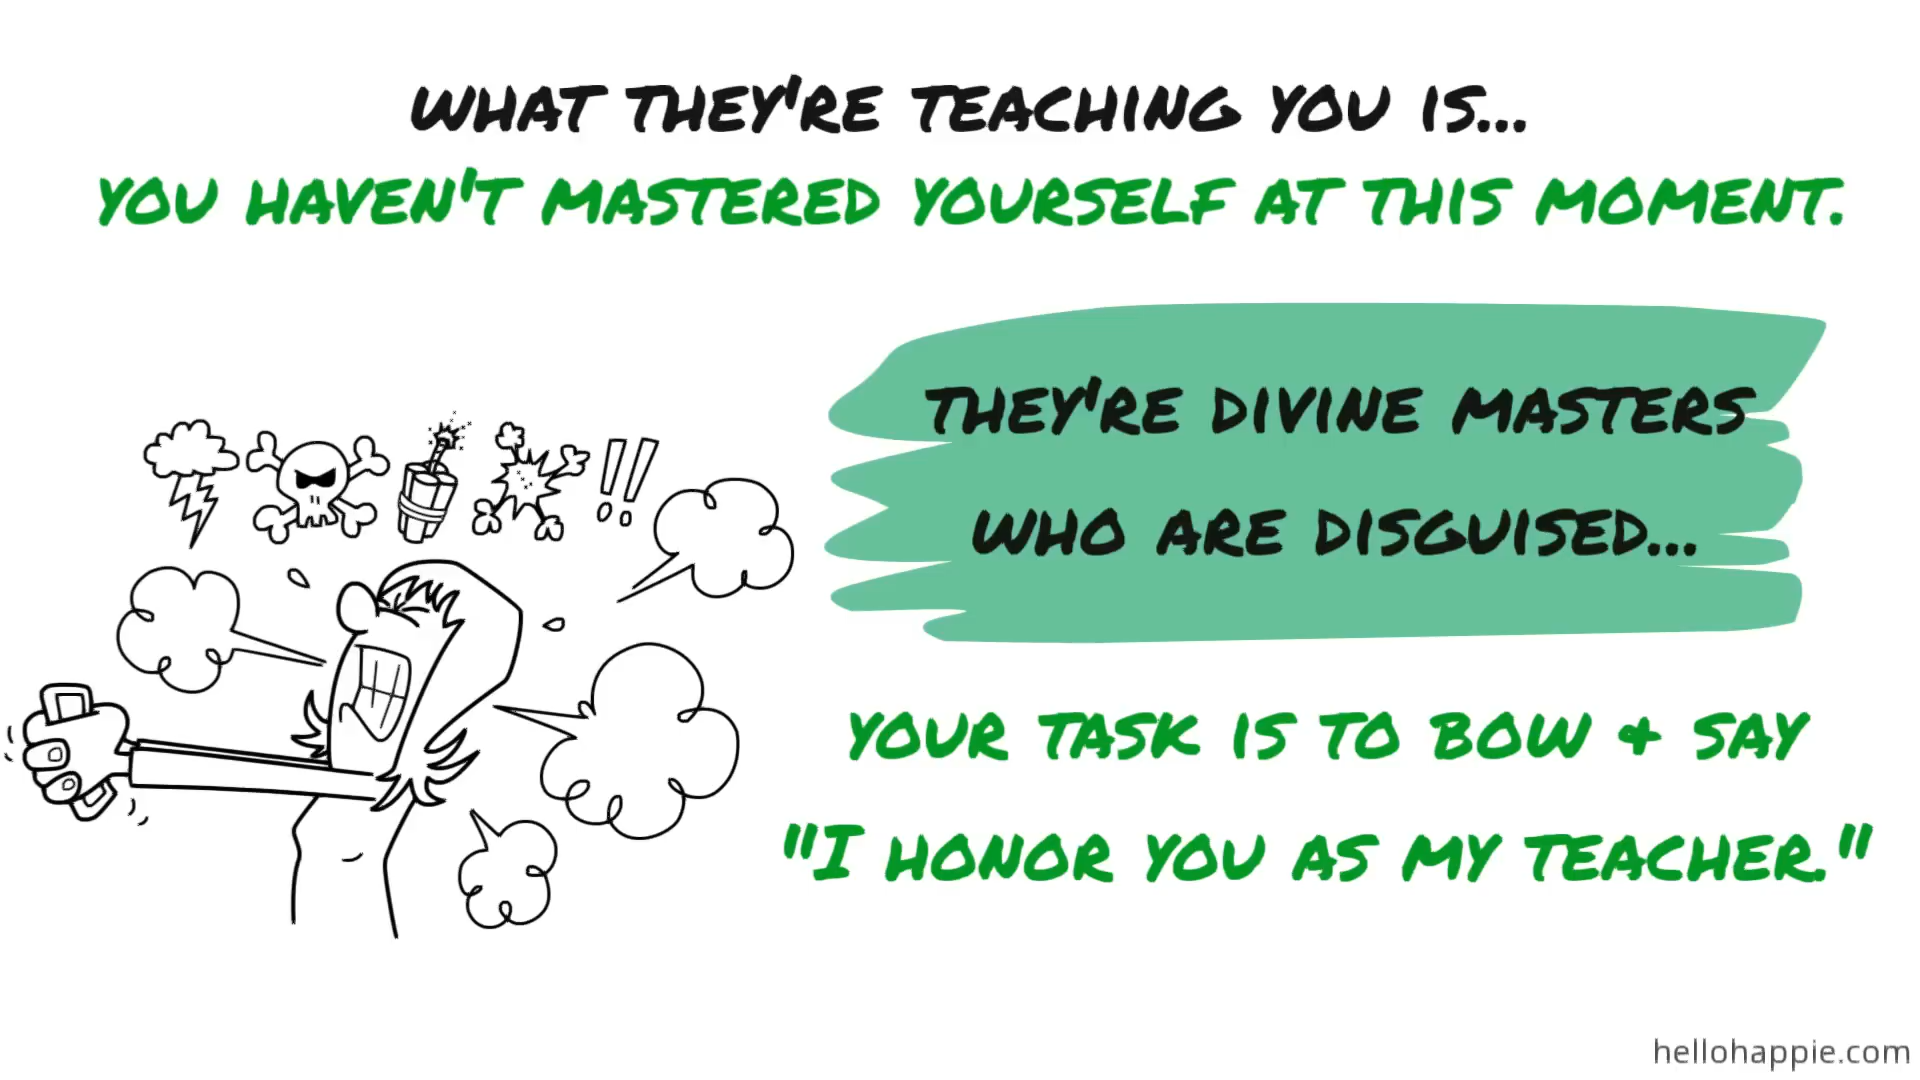 WHAT THEY'RE TEACHING YOU IS...
YOU HAVEN'T MASTERED YOURSELF AT THIS MOMENT.
THEY'RE DIVINE MASTERS
WHO ARE DISGUISED...
!!
YOUR TASK IS TO BOW & SAY
"I HONOR YOU AS MY TEACHER."
hellohappie.com